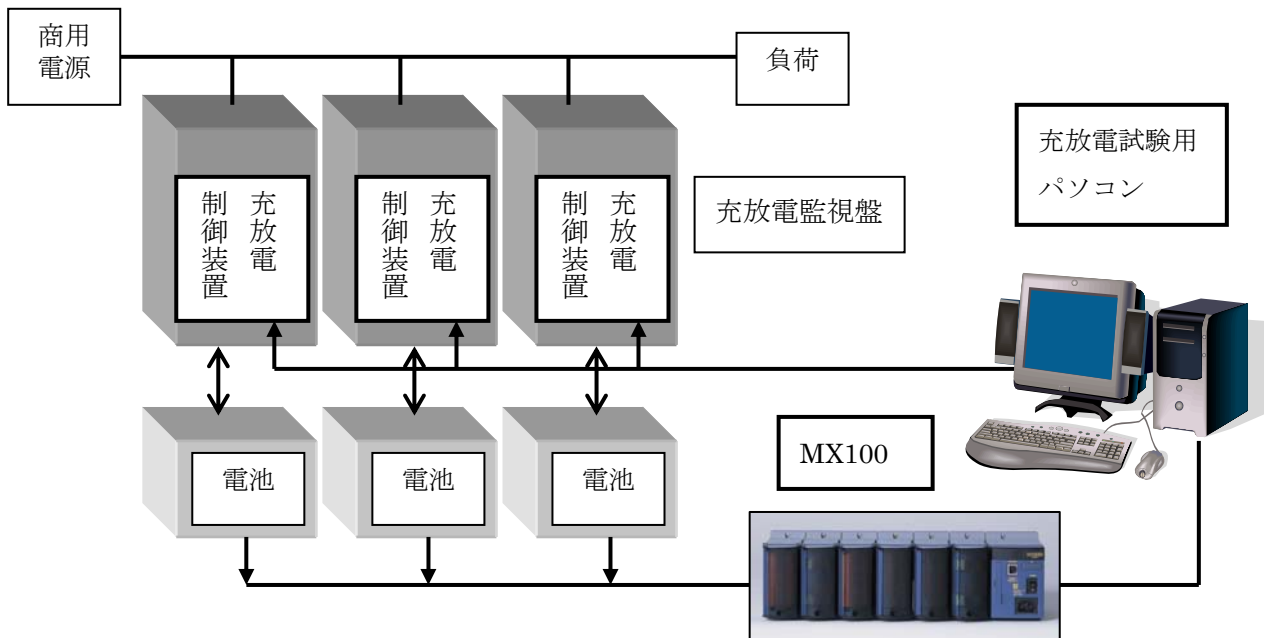 商用
電源
負荷
充放電
制御装置
充放電
制御装置
充放電
制御装置
充放電監視盤
充放電試験用
パソコン
電池
電池
電池
MX100